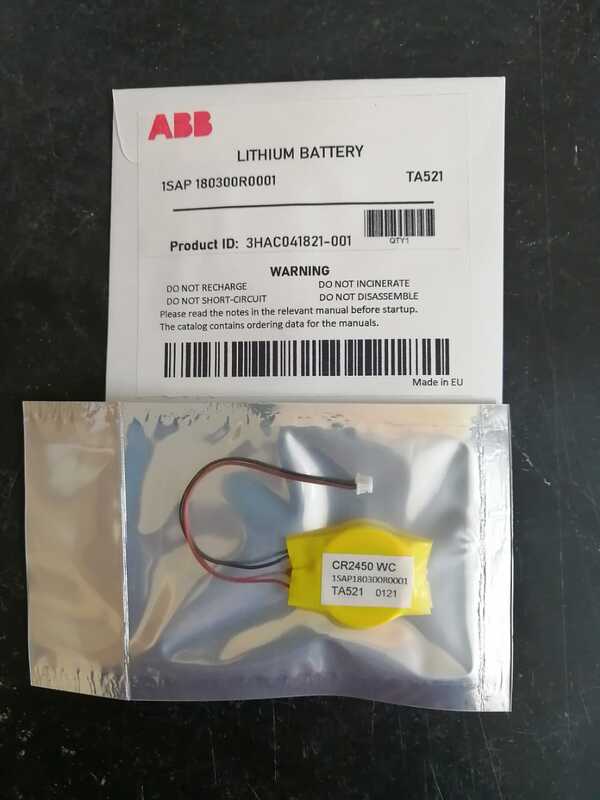 ABB
LITHIUM BATTERY
1SAP 180300R0001 TA521
Product ID: 3HAC041821-001
QTY1
WARNING
DO NOT RECHARGE DO NOT INCINERATE
DO NOT SHORT-CIRCUIT DO NOT DISASSEMBLE
Please read the notes in the relevant manual before startup.
The catalog contains ordering data for the manuals.
Made in EU
CR2450 WC
1SAP180300R0001
TA521 0121